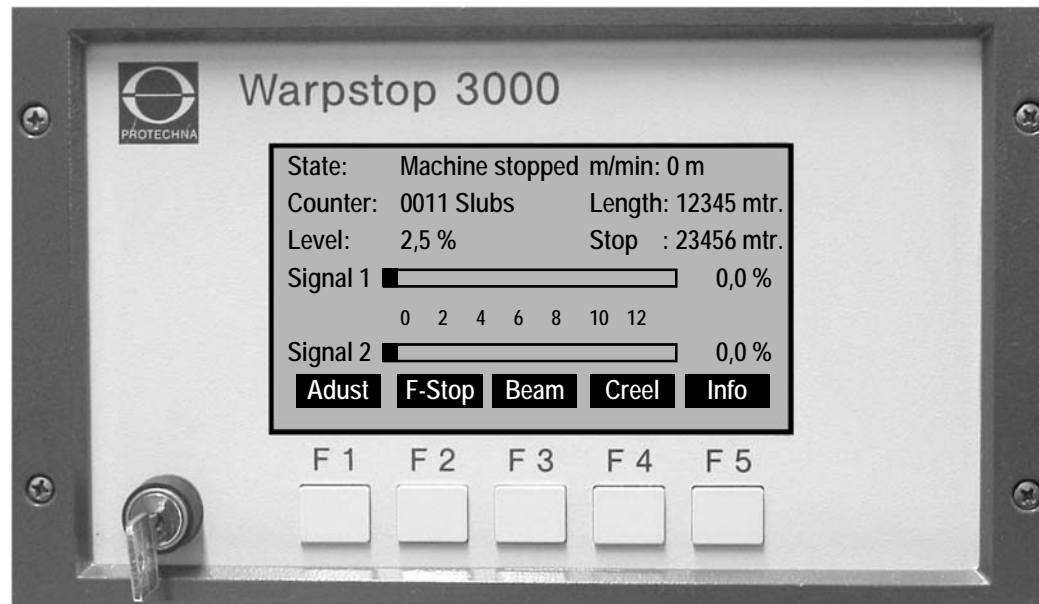 Warpstop 3000
PROTECHNA
State: Machine stopped m/min: 0 m
Counter: 0011 Slubs Length: 12345 mtr.
Level: 2,5 % Stop : 23456 mtr.
Signal 1 0,0 %
0 2 4 6 8 10 12
Signal 2 0,0 %
Adust F-Stop Beam Creel Info
F 1 F 2 F 3 F 4 F 5